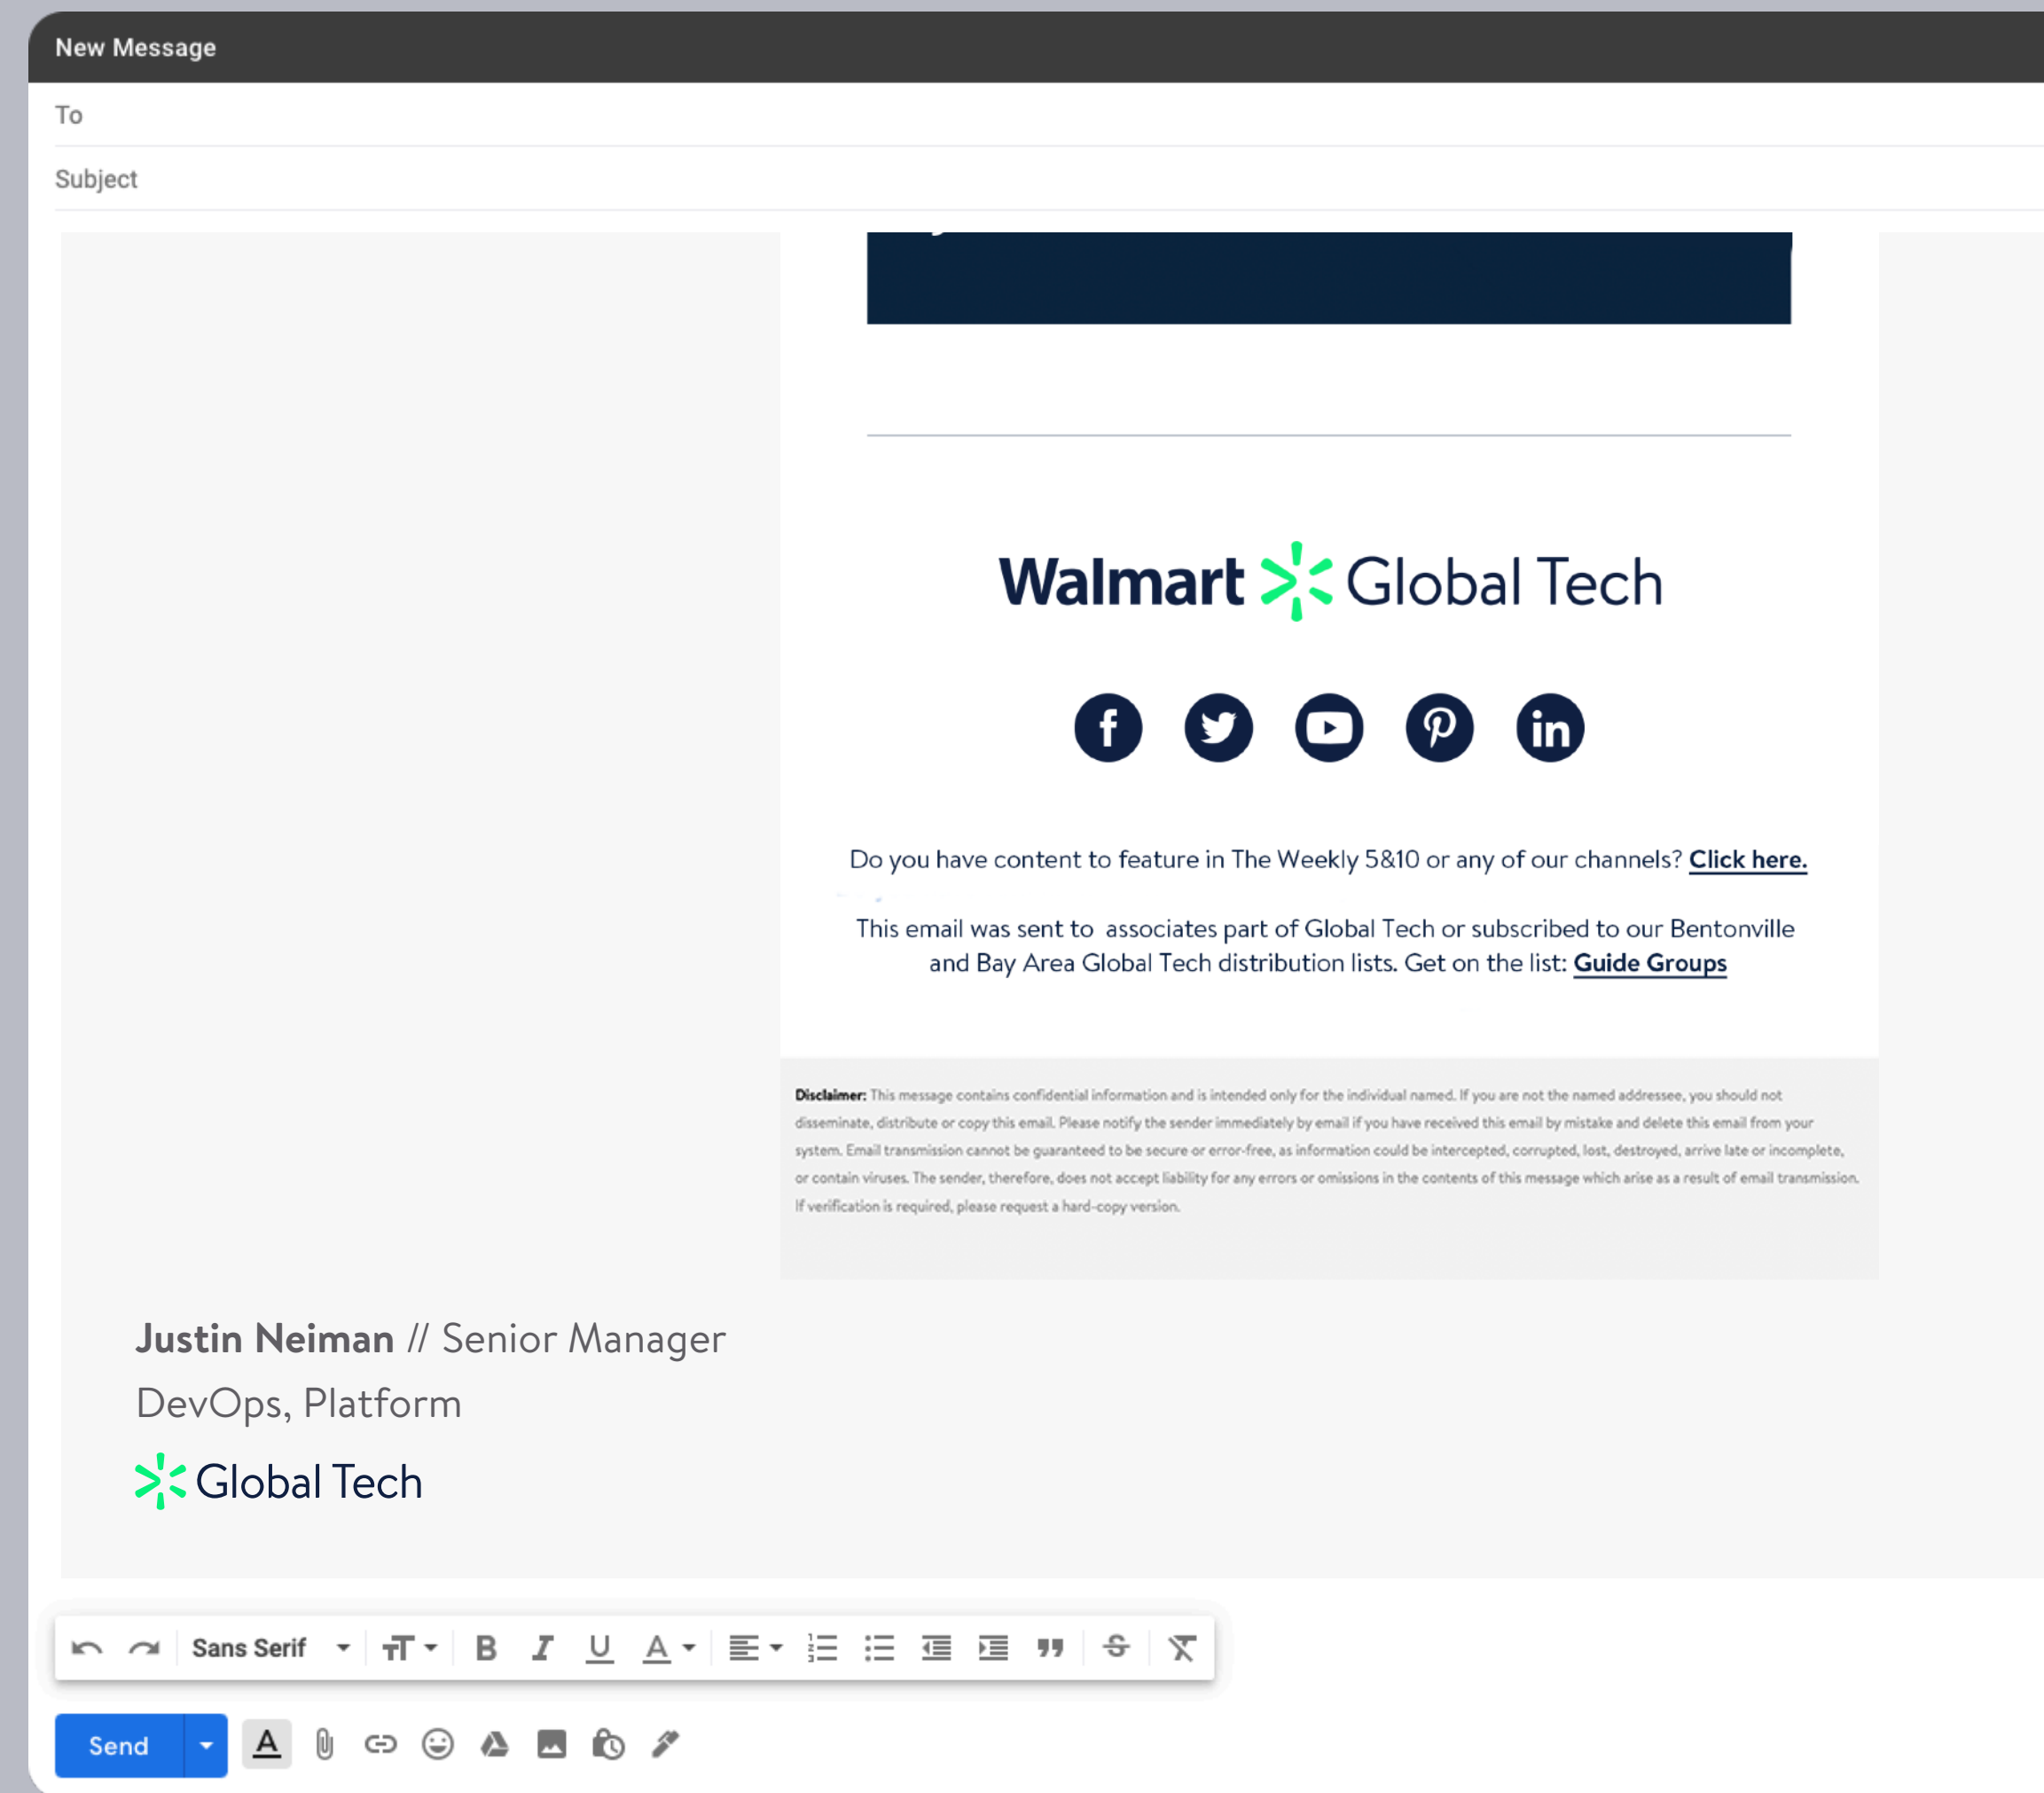 New Message
To
Subject
Walmart Global Tech
Do you have content to feature in The Weekly 5&10 or any of our channels? Click here.
This email was sent to associates part of Global Tech or subscribed to our Bentonville
and Bay Area Global Tech distribution lists. Get on the list: Guide Groups
Disclaimer: This message contains confidential information and is intended only for the individual named. If you are not the named addressee, you should not
disseminate, distribute or copy this email. Please notify the sender immediately by email if you have received this email by mistake and delete this email from your
system. Email transmission cannot be guaranteed to be secure or error-free, as information could be intercepted, corrupted, lost, destroyed, arrive late or incomplete,
or contain viruses. The sender, therefore, does not accept liability for any errors or omissions in the contents of this message which arise as a result of email transmission.
If verification is required, please request a hard-copy version.
Justin Neiman // Senior Manager
DevOps, Platform
Global Tech
Sans Serif
Send